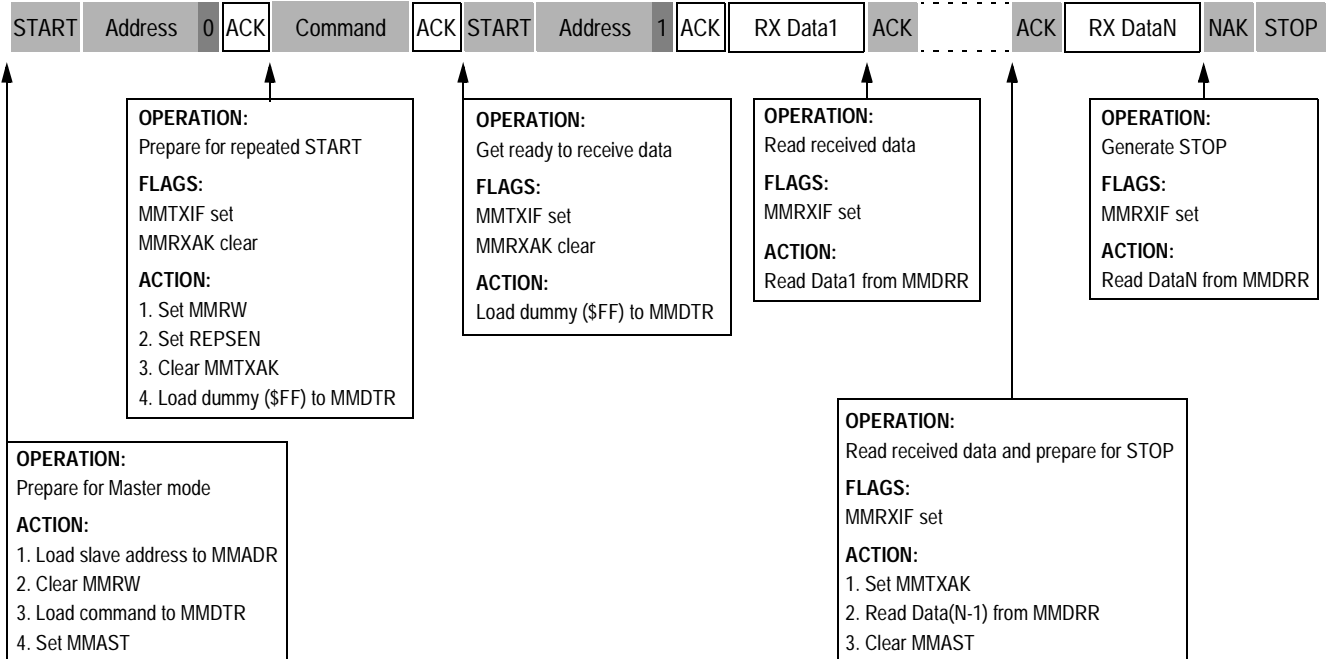 START Address 0 ACK Command ACK START Address 1 ACK RX Data1 ACK ACK RX DataN NAK STOP
OPERATION:
Prepare for repeated START
FLAGS:
MMTXIF set
MMRXAK clear
ACTION:
1. Set MMRW
2. Set REPSEN
3. Clear MMTXAK
4. Load dummy ($FF) to MMDTR
OPERATION:
Get ready to receive data
FLAGS:
MMTXIF set
MMRXAK clear
ACTION:
Load dummy ($FF) to MMDTR
OPERATION:
Read received data
FLAGS:
MMRXIF set
ACTION:
Read Data1 from MMDRR
OPERATION:
Generate STOP
FLAGS:
MMRXIF set
ACTION:
Read DataN from MMDRR
OPERATION:
Prepare for Master mode
ACTION:
1. Load slave address to MMADR
2. Clear MMRW
3. Load command to MMDTR
4. Set MMAST
OPERATION:
Read received data and prepare for STOP
FLAGS:
MMRXIF set
ACTION:
1. Set MMTXAK
2. Read Data(N-1) from MMDRR
3. Clear MMAST